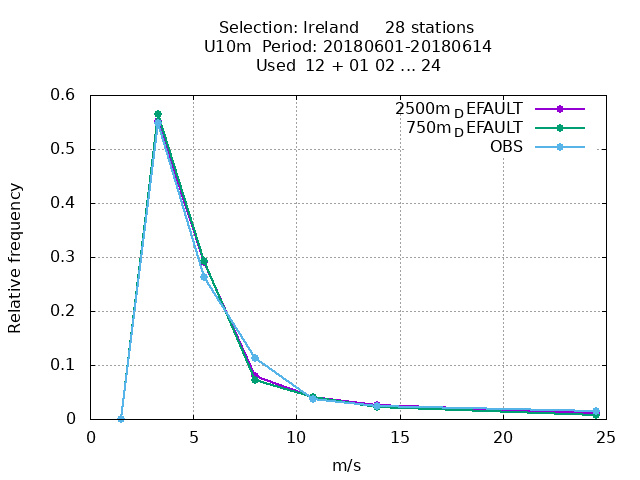 Selection: Ireland 28 stations
U10m Period: 20180601-20180614
Used 12 + 01 02 ... 24
2500m_DEFAULT
750m_DEFAULT
OBS
Relative frequency
0.6
0.5
0.4
0.3
0.2
0.1
0
0 5 10 15 20 25
m/s